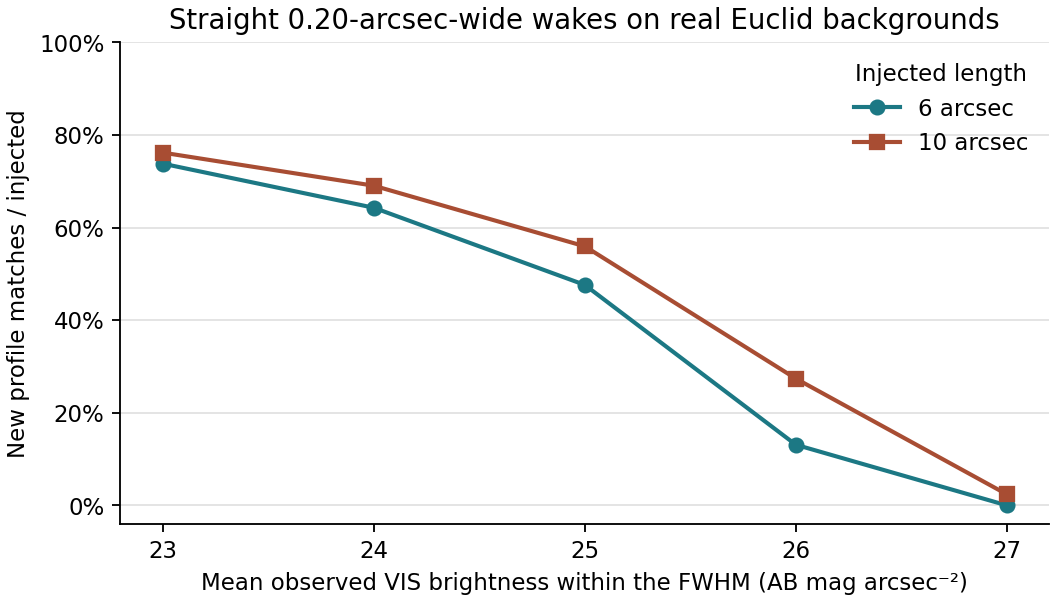 Straight 0.20-arcsec-wide wakes on real Euclid backgrounds
New profile matches / injected
100%
80%
60%
40%
20%
0%
Injected length
6 arcsec
10 arcsec
23 24 25 26 27
Mean observed VIS brightness within the FWHM (AB mag arcsec⁻²)